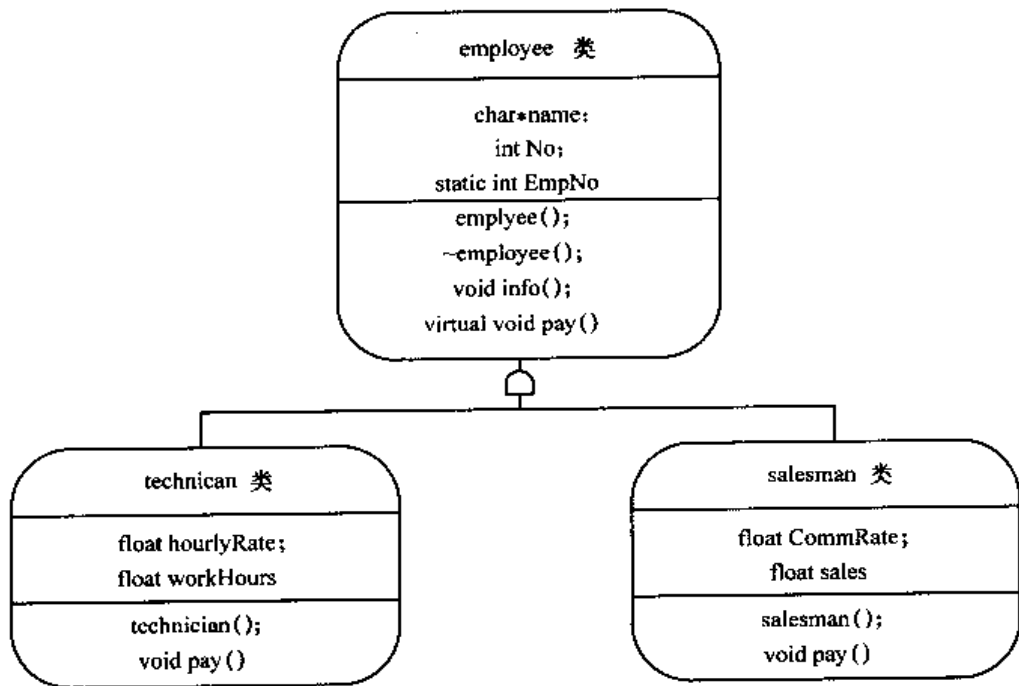 employee 类
char*name:
int No;
static int EmpNo
emplyee();
~employee();
void info();
virtual void pay()
technican 类
float hourlyRate;
float workHours
technician();
void pay()
salesman 类
float CommRate;
float sales
salesman();
void pay()